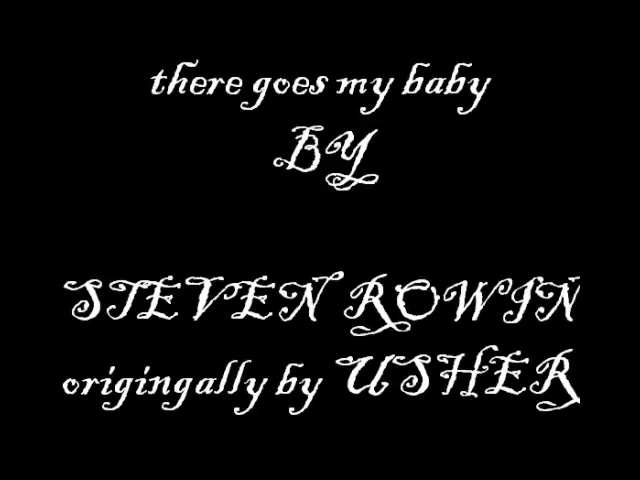 there goes my baby
BY
STEVEN ROWIN
origingally by USHER